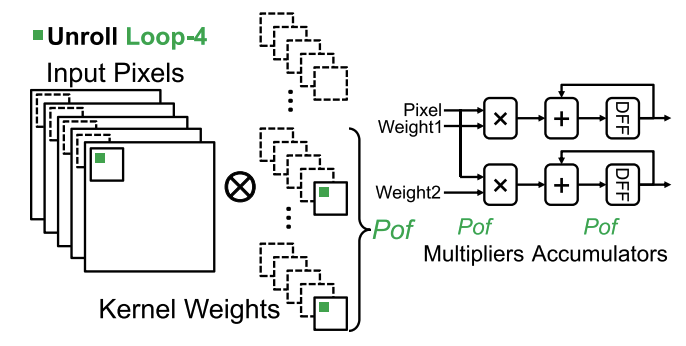 Unroll Loop-4
Input Pixels
Kernel Weights
Pof
Pixel
Weight1
Weight2
×
+
DFF
×
+
DFF
Pof
Pof
Multipliers
Accumulators